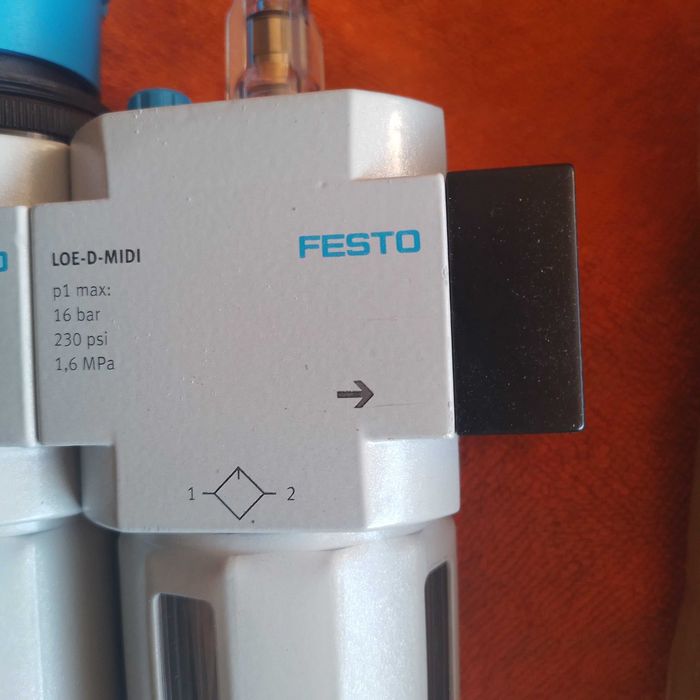 LOE-D-MIDI
FESTO
p1 max:
16 bar
230 psi
1,6 MPa
1 2